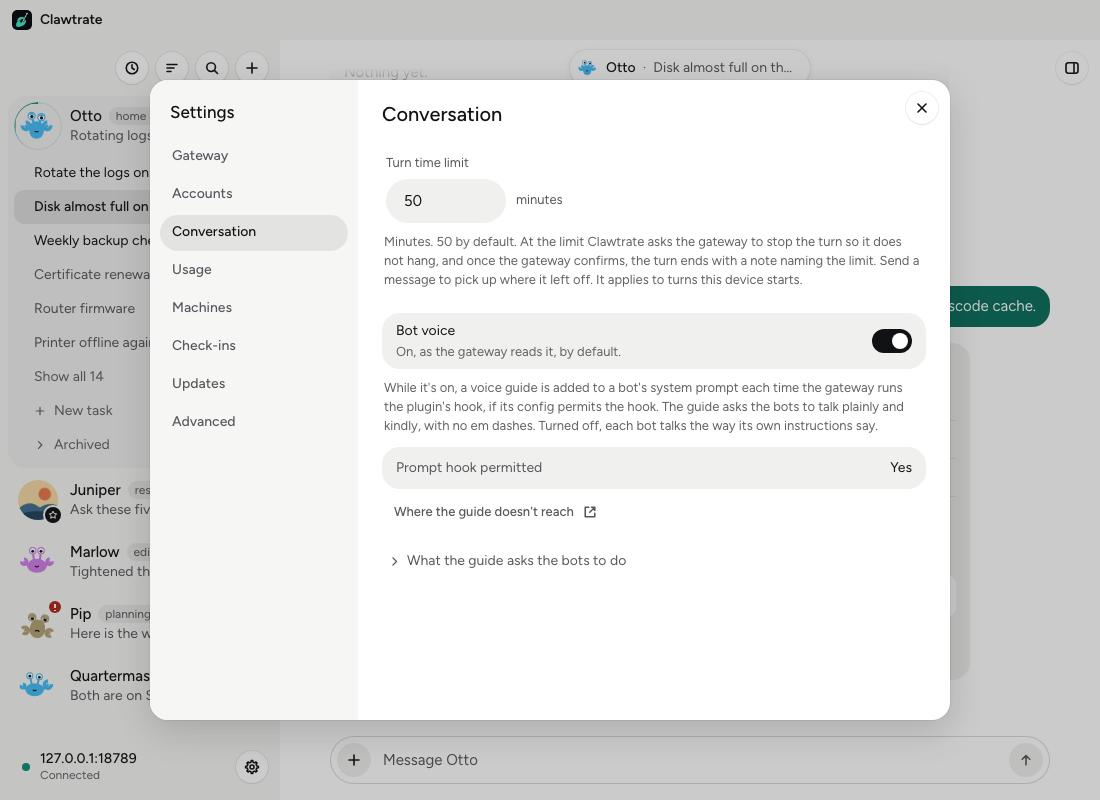 Clawtrate
Nothing yet.
Otto · Disk almost full on th...
Otto home
Rotating logs
Rotate the logs on
Disk almost full on
Weekly backup che
Certificate renewa
Router firmware
Printer offline again
Show all 14
New task
Archived
Juniper res
Ask these five
Marlow edi
Tightened th
Pip planning
Here is the w
Quartermas
Both are on S
127.0.0.1:18789
Connected
Settings
Gateway
Accounts
Conversation
Usage
Machines
Check-ins
Updates
Advanced
Conversation
Turn time limit
50 minutes
Minutes. 50 by default. At the limit Clawtrate asks the gateway to stop the turn so it does
not hang, and once the gateway confirms, the turn ends with a note naming the limit. Send a
message to pick up where it left off. It applies to turns this device starts.
Bot voice
On, as the gateway reads it, by default.
While it's on, a voice guide is added to a bot's system prompt each time the gateway runs
the plugin's hook, if its config permits the hook. The guide asks the bots to talk plainly and
kindly, with no em dashes. Turned off, each bot talks the way its own instructions say.
Prompt hook permitted Yes
Where the guide doesn't reach
What the guide asks the bots to do
scode cache.
Message Otto